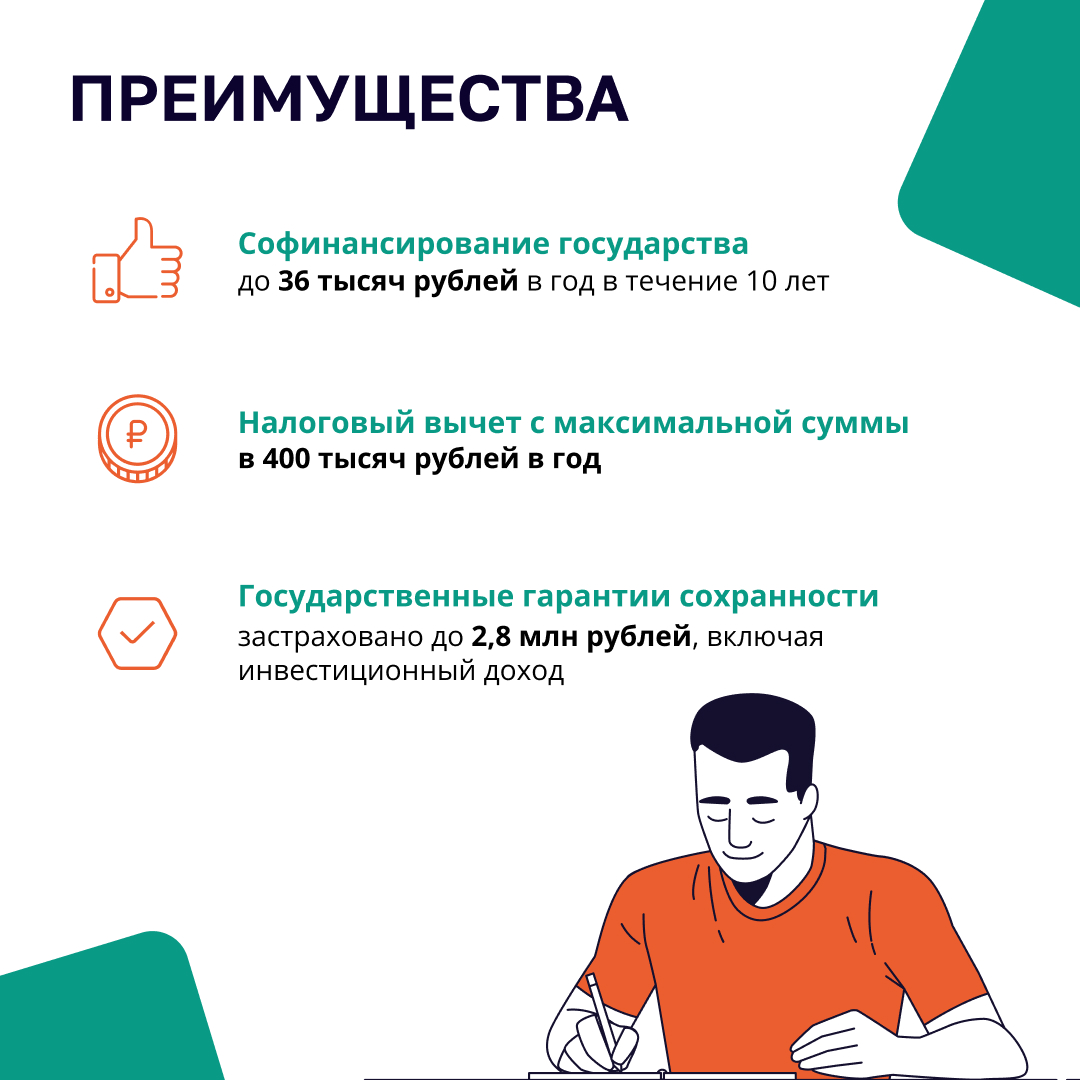 ПРЕИМУЩЕСТВА
Софинансирование государства
до 36 тысяч рублей в год в течение 10 лет
Налоговый вычет с максимальной суммы
в 400 тысяч рублей в год
Государственные гарантии сохранности
застраховано до 2,8 млн рублей, включая
инвестиционный доход